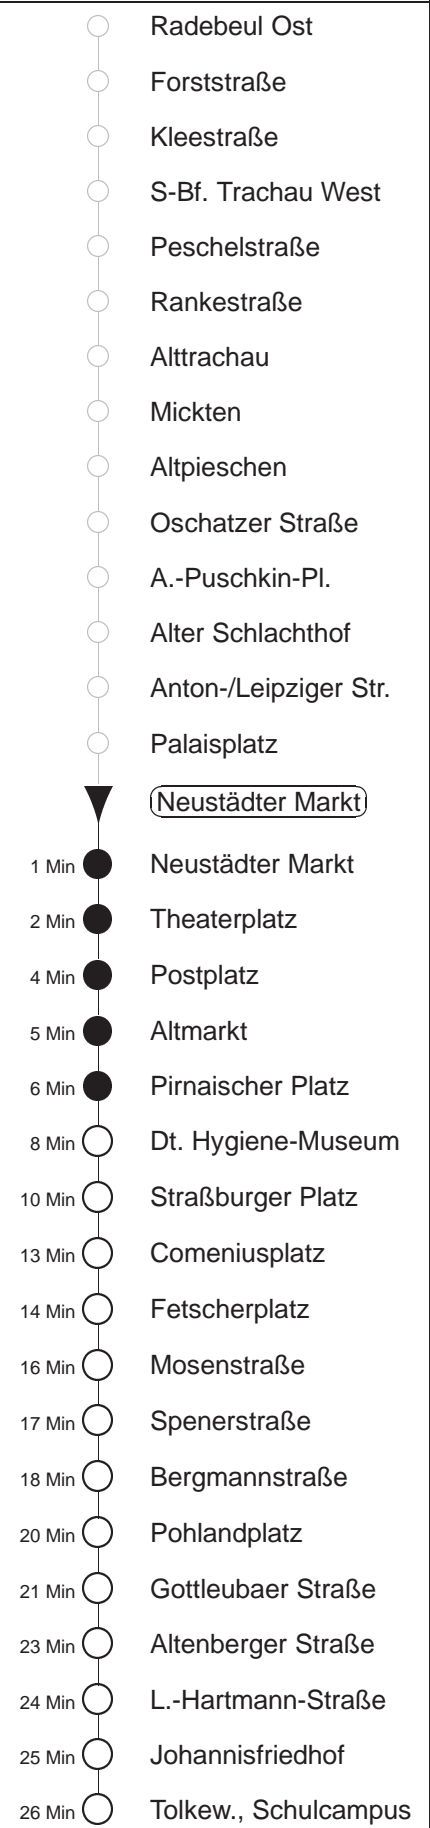 Radebeul Ost
Forststraße
Kleestraße
S-Bf. Trachau West
Peschelstraße
Rankestraße
Alttrachau
Mickten
Altpieschen
Oschatzer Straße
A.-Puschkin-Pl.
Alter Schlachthof
Anton-/Leipziger Str.
Palaisplatz
Neustädter Markt
1 Min Neustädter Markt
2 Min Theaterplatz
4 Min Postplatz
5 Min Altmarkt
6 Min Pirnaischer Platz
8 Min Dt. Hygiene-Museum
10 Min Straßburger Platz
13 Min Comeniusplatz
14 Min Fetscherplatz
16 Min Mosenstraße
17 Min Spenerstraße
18 Min Bergmannstraße
20 Min Pohlandplatz
21 Min Gottleubaer Straße
23 Min Altenberger Straße
24 Min L.-Hartmann-Straße
25 Min Johannisfriedhof
26 Min Tolkew., Schulcampus